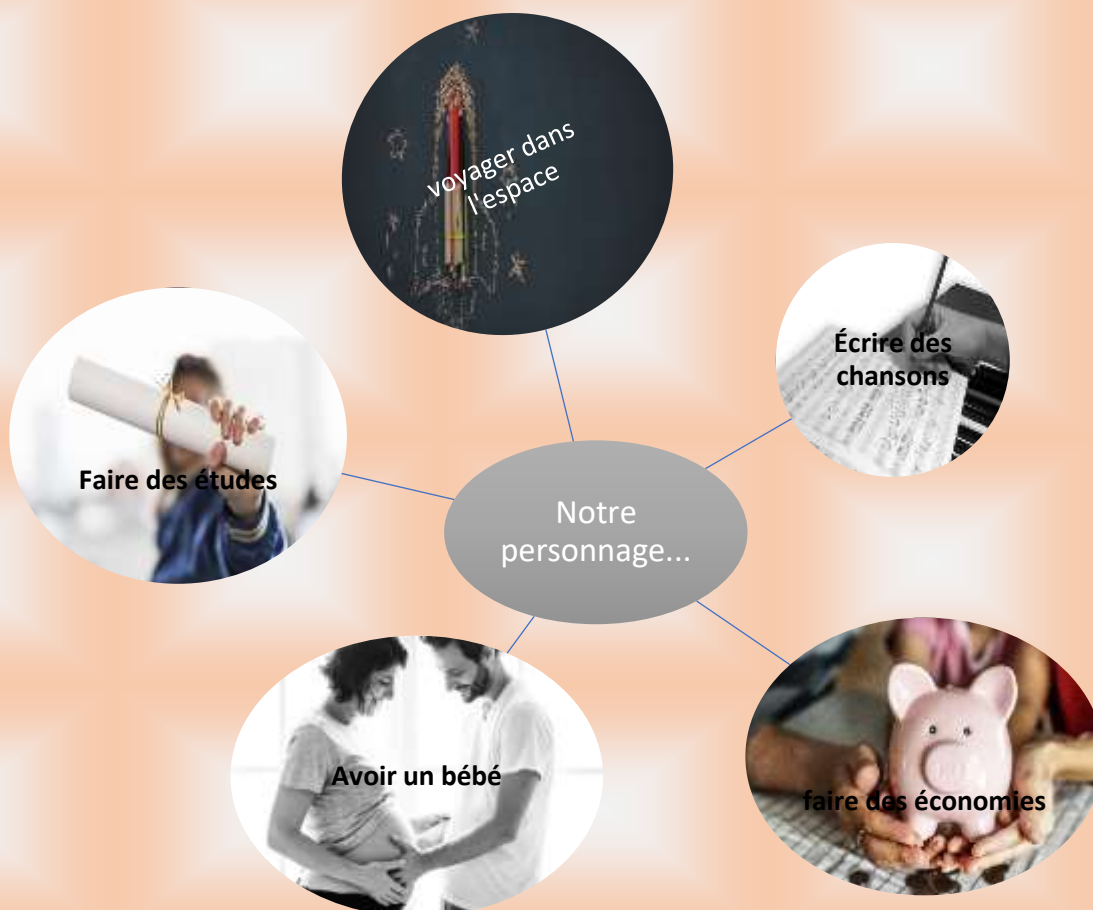 voyager dans
l'espace
Écrire des
chansons
Faire des études
Notre
personnage...
Avoir un bébé
faire des économies